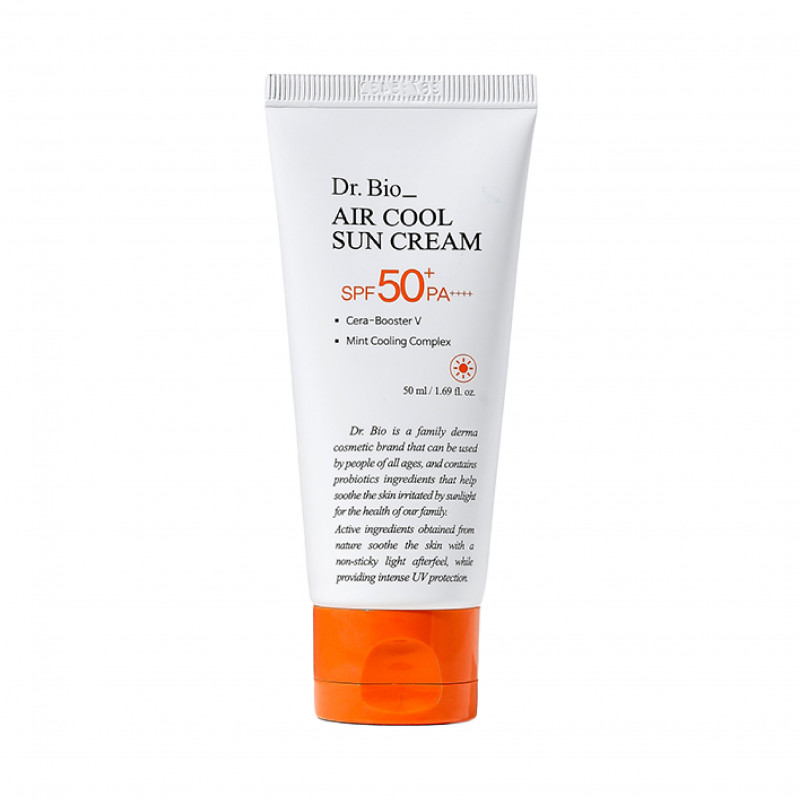 Dr. Bio_
AIR COOL
SUN CREAM
SPF 50+ PA++++
▪ Cera-Booster V
▪ Mint Cooling Complex
50 ml / 1.69 fl. oz.
Dr. Bio is a family derma
cosmetic brand that can be used
by people of all ages, and contains
probiotics ingredients that help
soothe the skin irritated by sunlight
for the health of our family.
Active ingredients obtained from
nature soothe the skin with a
non-sticky light afterfeel, while
providing intense UV protection.